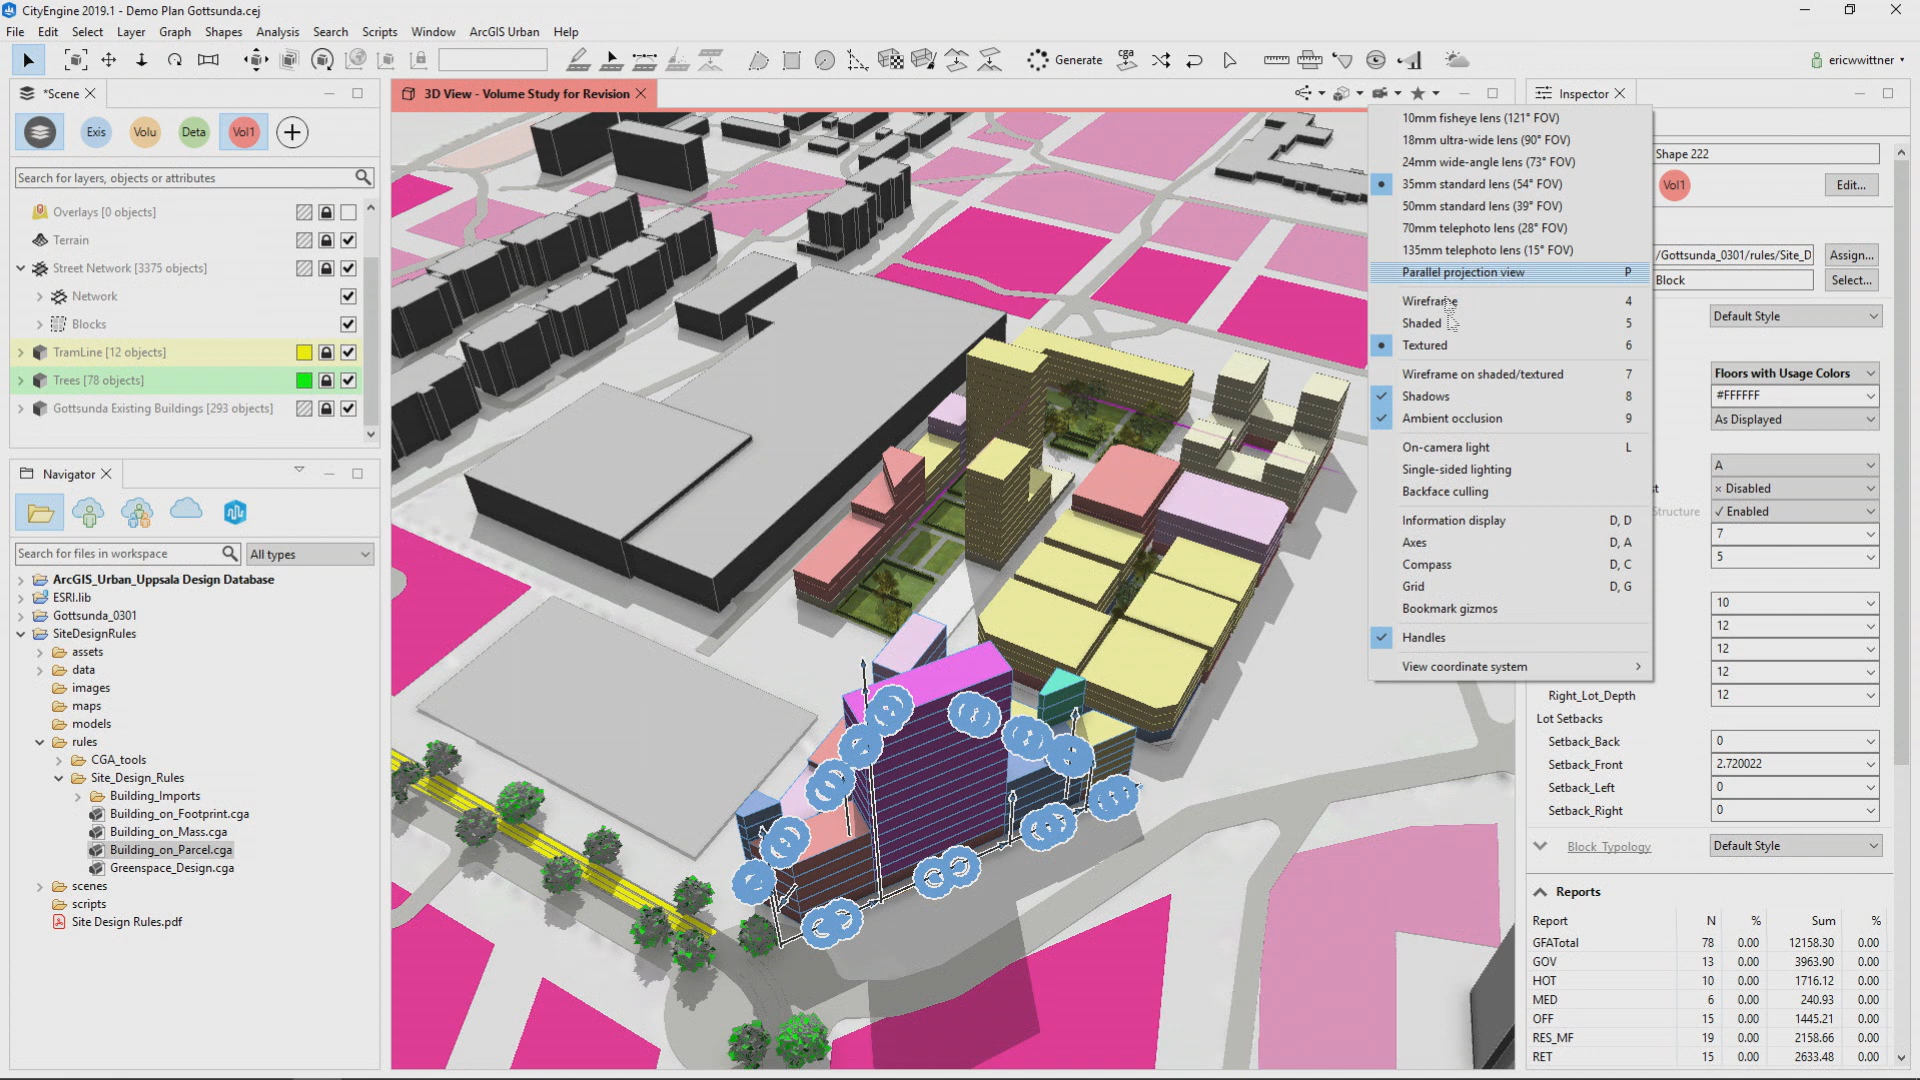 CityEngine 2019.1 - Demo Plan Gottsunda.cej
File Edit Select Layer Graph Shapes Analysis Search Scripts Window ArcGIS Urban Help
Generate
cga
ericwwittner
*Scene
Exis
Volu
Deta
Vol1
Search for layers, objects or attributes
Overlays [0 objects]
Terrain
Street Network [3375 objects]
Network
Blocks
TramLine [12 objects]
Trees [78 objects]
Gottsunda Existing Buildings [293 objects]
Navigator
Search for files in workspace
All types
ArcGIS_Urban_Uppsala Design Database
ESRI.lib
Gottsunda_0301
SiteDesignRules
assets
data
images
maps
models
rules
CGA_tools
Site_Design_Rules
Building_Imports
Building_on_Footprint.cga
Building_on_Mass.cga
Building_on_Parcel.cga
Greenspace_Design.cga
scenes
scripts
Site Design Rules.pdf
3D View - Volume Study for Revision
10mm fisheye lens (121° FOV)
18mm ultra-wide lens (90° FOV)
24mm wide-angle lens (73° FOV)
35mm standard lens (54° FOV)
50mm standard lens (39° FOV)
70mm telephoto lens (28° FOV)
135mm telephoto lens (15° FOV)
Parallel projection view P
Wireframe 4
Shaded 5
Textured 6
Wireframe on shaded/textured 7
Shadows 8
Ambient occlusion 9
On-camera light L
Single-sided lighting
Backface culling
Information display D, D
Axes D, A
Compass D, C
Grid D, G
Bookmark gizmos
Handles
View coordinate system
Inspector
Shape 222
Vol1
Edit...
/Gottsunda_0301/rules/Site_D
Assign...
Block
Select...
Default Style
Floors with Usage Colors
#FFFFFF
As Displayed
A
st
× Disabled
Structure
✓ Enabled
7
5
10
12
12
12
Right_Lot_Depth 12
Lot Setbacks
Setback_Back 0
Setback_Front 2.720022
Setback_Left 0
Setback_Right 0
Block_Typology Default Style
Reports
Report N % Sum %
GFATotal 78 0.00 12158.30 0.00
GOV 13 0.00 3963.90 0.00
HOT 10 0.00 1716.12 0.00
MED 6 0.00 240.93 0.00
OFF 15 0.00 1445.21 0.00
RES_MF 19 0.00 2158.66 0.00
RET 15 0.00 2633.48 0.00